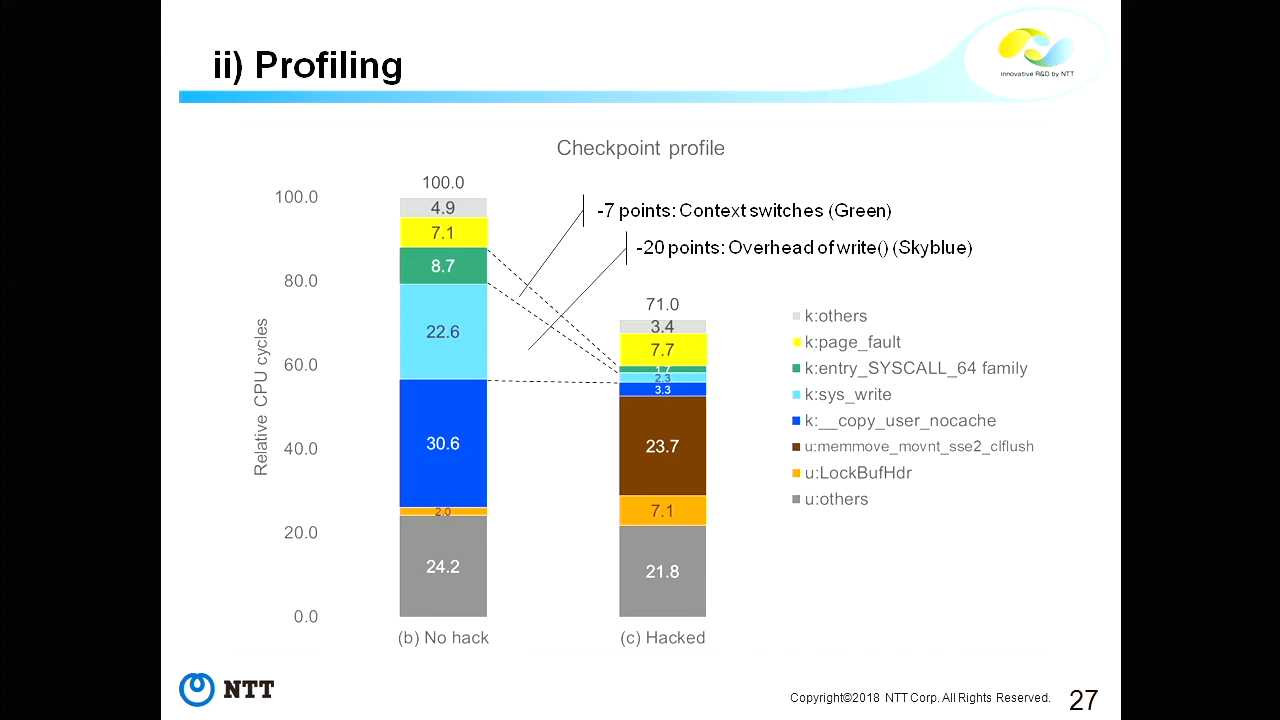 ii) Profiling
Innovative R&D by NTT
Checkpoint profile
Relative CPU cycles
100.0
80.0
60.0
40.0
20.0
0.0
100.0
4.9
7.1
8.7
22.6
30.6
2.0
24.2
(b) No hack
-7 points: Context switches (Green)
-20 points: Overhead of write() (Skyblue)
71.0
3.4
7.7
1.7
2.3
3.3
23.7
7.1
21.8
(c) Hacked
k:others
k:page_fault
k:entry_SYSCALL_64 family
k:sys_write
k:__copy_user_nocache
u:memmove_movnt_sse2_clflush
u:LockBufHdr
u:others
NTT
Copyright©2018 NTT Corp. All Rights Reserved.
27